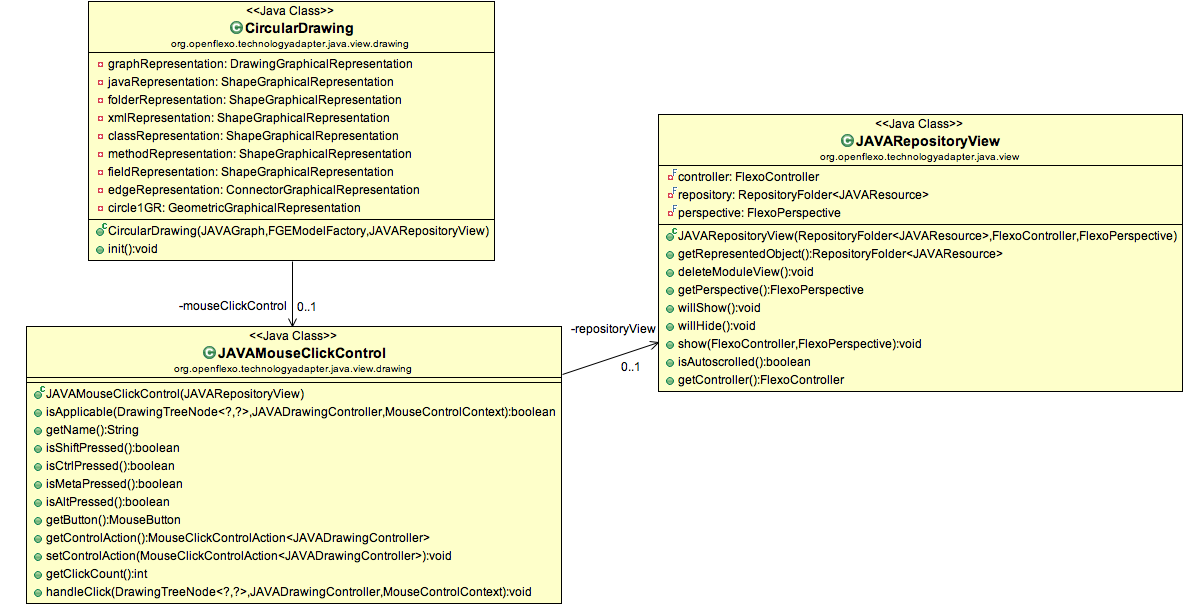 <<Java Class>>
CircularDrawing
org.openflexo.technologyadapter.java.view.drawing
graphRepresentation: DrawingGraphicalRepresentation
javaRepresentation: ShapeGraphicalRepresentation
folderRepresentation: ShapeGraphicalRepresentation
xmlRepresentation: ShapeGraphicalRepresentation
classRepresentation: ShapeGraphicalRepresentation
methodRepresentation: ShapeGraphicalRepresentation
fieldRepresentation: ShapeGraphicalRepresentation
edgeRepresentation: ConnectorGraphicalRepresentation
circle1GR: GeometricGraphicalRepresentation
CircularDrawing(JAVAGraph,FGEModelFactory,JAVARepositoryView)
init():void
-mouseClickControl
0..1
<<Java Class>>
JAVAMouseClickControl
org.openflexo.technologyadapter.java.view.drawing
JAVAMouseClickControl(JAVARepositoryView)
isApplicable(DrawingTreeNode<?,?>,JAVADrawingController,MouseControlContext):boolean
getName():String
isShiftPressed():boolean
isCtrlPressed():boolean
isMetaPressed():boolean
isAltPressed():boolean
getButton():MouseButton
getControlAction():MouseClickControlAction<JAVADrawingController>
setControlAction(MouseClickControlAction<JAVADrawingController>):void
getClickCount():int
handleClick(DrawingTreeNode<?,?>,JAVADrawingController,MouseControlContext):void
-repositoryView
0..1
<<Java Class>>
JAVARepositoryView
org.openflexo.technologyadapter.java.view
controller: FlexoController
repository: RepositoryFolder<JAVAResource>
perspective: FlexoPerspective
JAVARepositoryView(RepositoryFolder<JAVAResource>,FlexoController,FlexoPerspective)
getRepresentedObject():RepositoryFolder<JAVAResource>
deleteModuleView():void
getPerspective():FlexoPerspective
willShow():void
willHide():void
show(FlexoController,FlexoPerspective):void
isAutoscrolled():boolean
getController():FlexoController